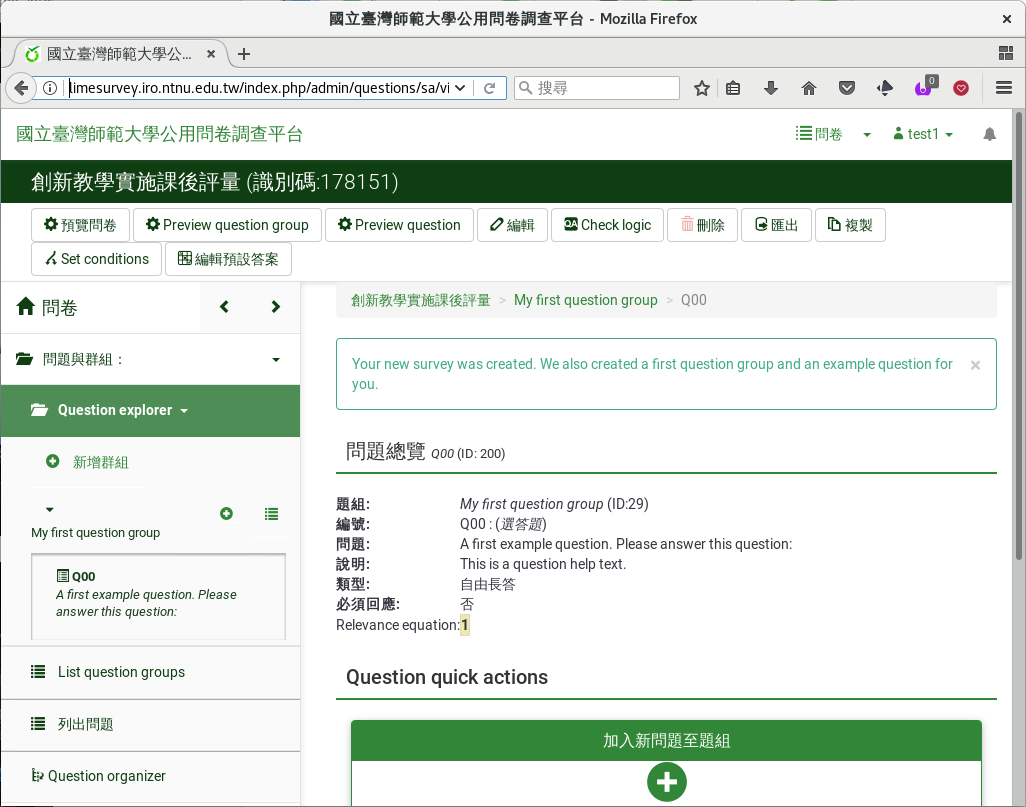 國立臺灣師範大學公用問卷調查平台 - Mozilla Firefox
國立臺灣師範大學公...
limesurvey.iro.ntnu.edu.tw/index.php/admin/questions/sa/vi
搜尋
0
國立臺灣師範大學公用問卷調查平台
問卷
test1
創新教學實施課後評量 (識別碼:178151)
預覽問卷 Preview question group Preview question 編輯 Check logic 刪除 匯出 複製
Set conditions 編輯預設答案
問卷
問題與群組：
Question explorer
新增群組
My first question group
Q00
A first example question. Please
answer this question:
List question groups
列出問題
Question organizer
創新教學實施課後評量 > My first question group > Q00
Your new survey was created. We also created a first question group and an example question for
you.
×
問題總覽 Q00 (ID: 200)
題組: My first question group (ID:29)
編號: Q00 : (選答題)
問題: A first example question. Please answer this question:
說明: This is a question help text.
類型: 自由長答
必須回應: 否
Relevance equation: 1
Question quick actions
加入新問題至題組